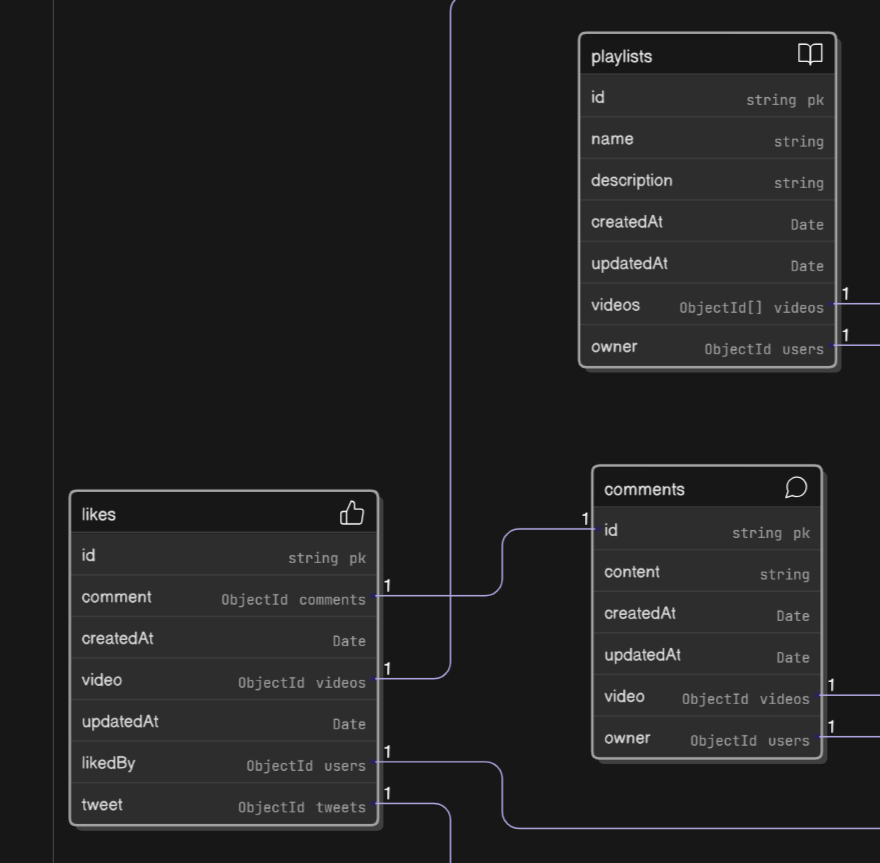 playlists
id string pk
name string
description string
createdAt Date
updatedAt Date
videos ObjectId[] videos 1
owner ObjectId users 1
likes
id string pk
comment ObjectId comments 1
createdAt Date
video ObjectId videos 1
updatedAt Date
likedBy ObjectId users 1
tweet ObjectId tweets 1
comments
1 id string pk
content string
createdAt Date
updatedAt Date
video ObjectId videos 1
owner ObjectId users 1